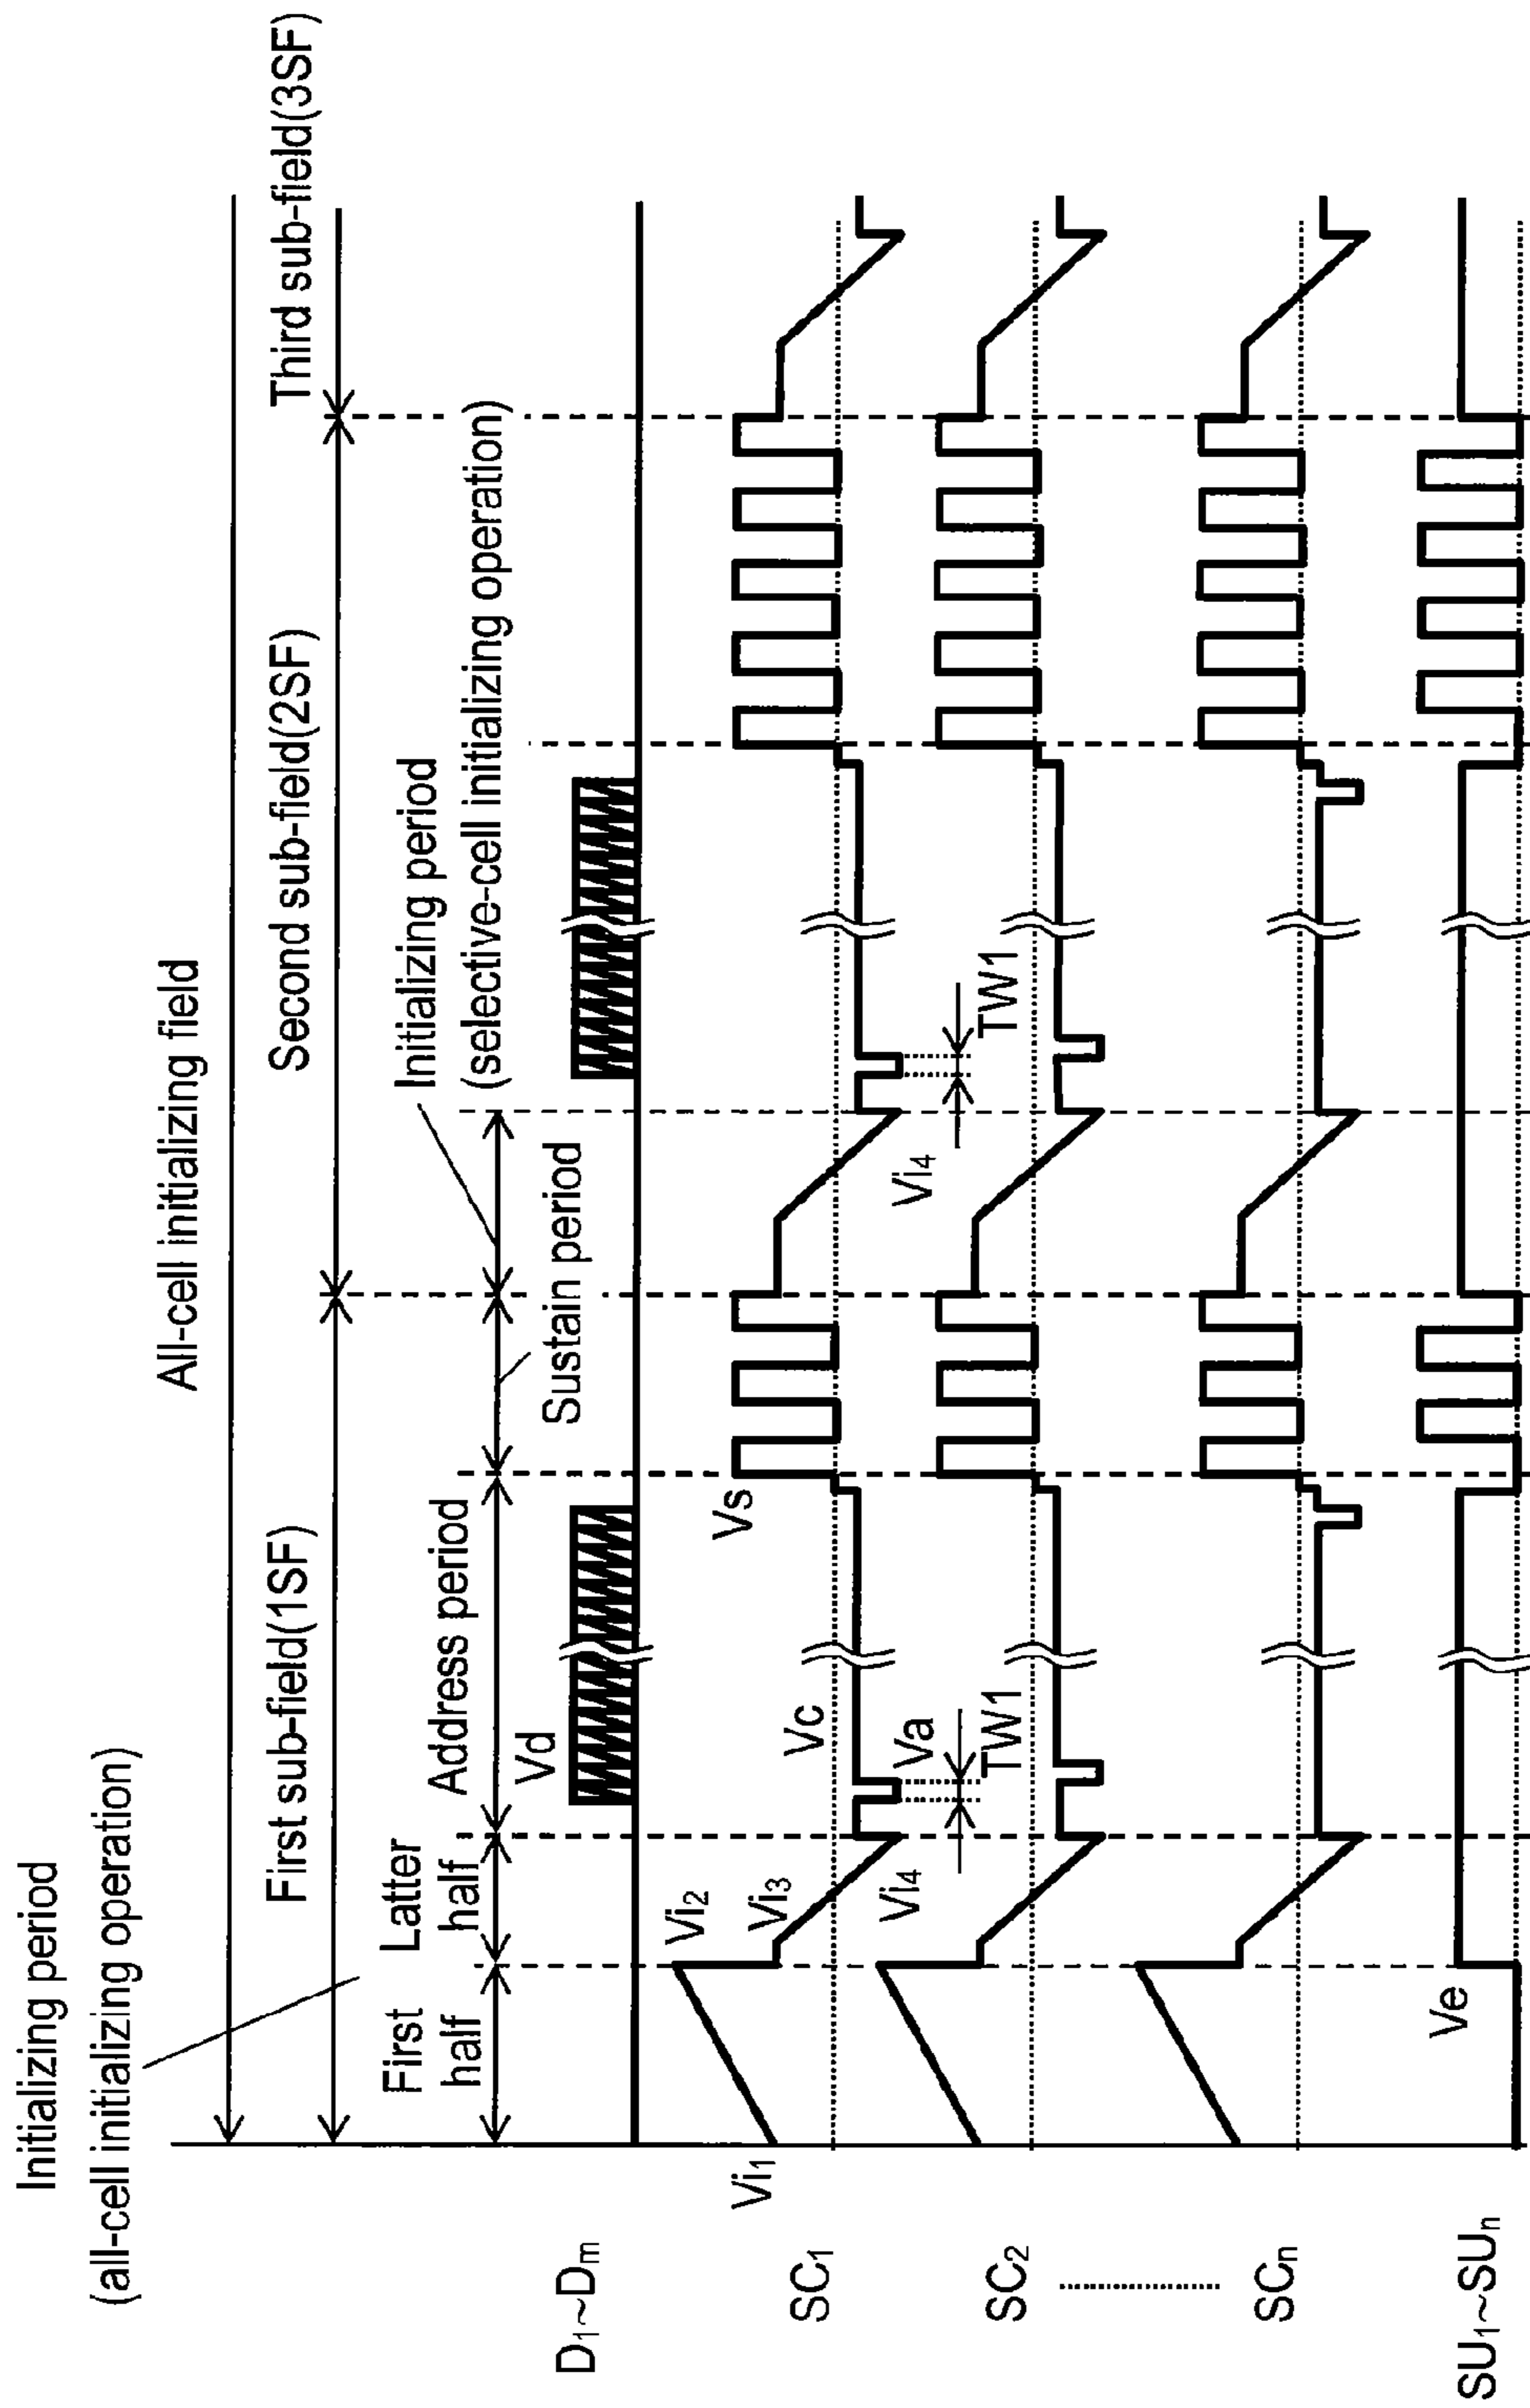 Initializing period
(all-cell initializing operation)
All-cell initializing field
First sub-field(1SF)
Second sub-field(2SF)
Third sub-field(3SF)
First
half
Latter
half
Address period
Sustain period
Initializing period
(selective-cell initializing operation)
D₁~Dₘ
Vd
SC₁
Vi₁
Vi₂
Vi₃
Vi₄
Vc
Va
TW1
Vs
Vi₄
TW1
SC₂
SCₙ
SU₁~SUₙ
Ve